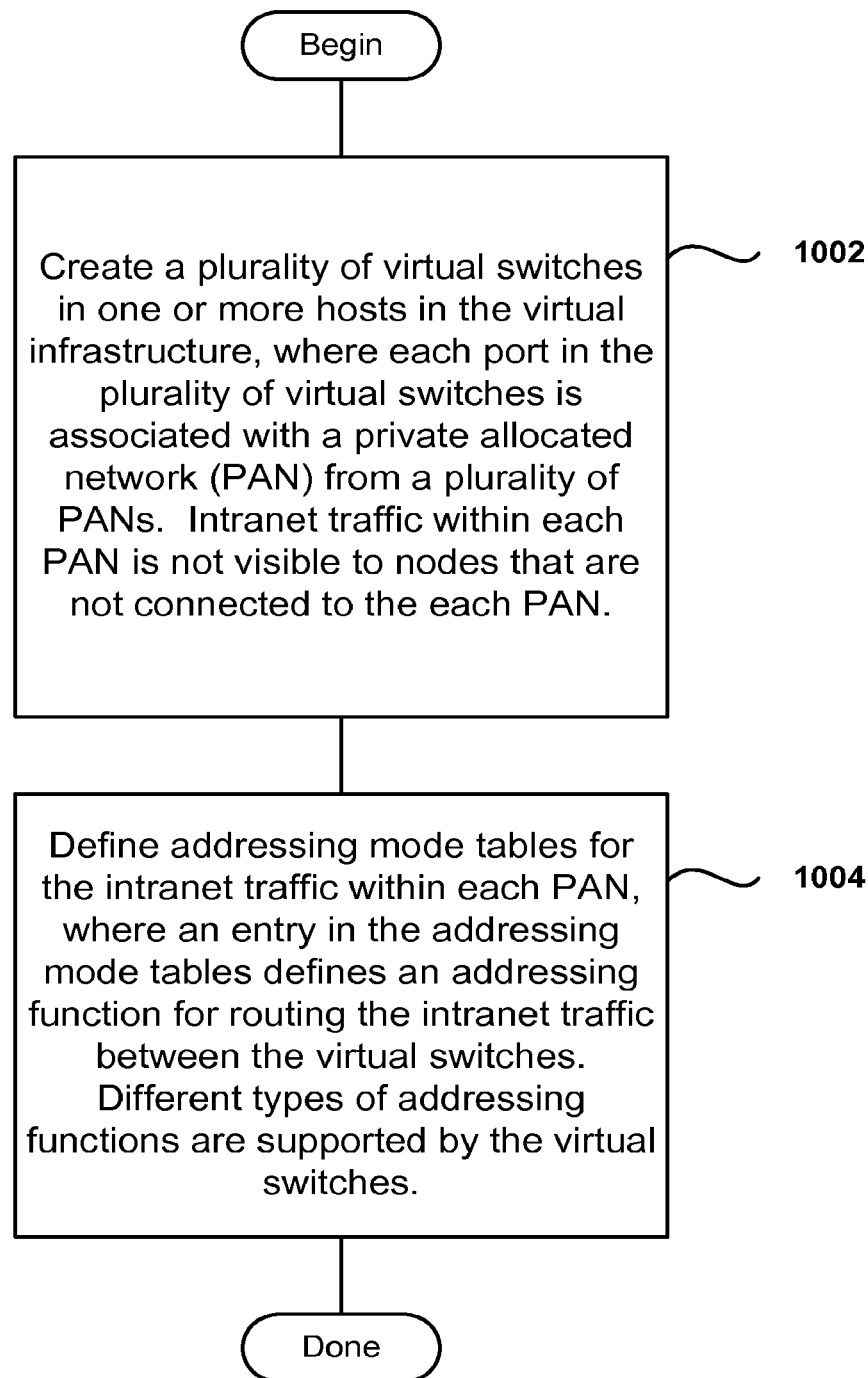 Begin
Create a plurality of virtual switches
in one or more hosts in the virtual
infrastructure, where each port in the
plurality of virtual switches is
associated with a private allocated
network (PAN) from a plurality of
PANs.  Intranet traffic within each
PAN is not visible to nodes that are
not connected to the each PAN.
1002
Define addressing mode tables for
the intranet traffic within each PAN,
where an entry in the addressing
mode tables defines an addressing
function for routing the intranet traffic
between the virtual switches.
Different types of addressing
functions are supported by the virtual
switches.
1004
Done